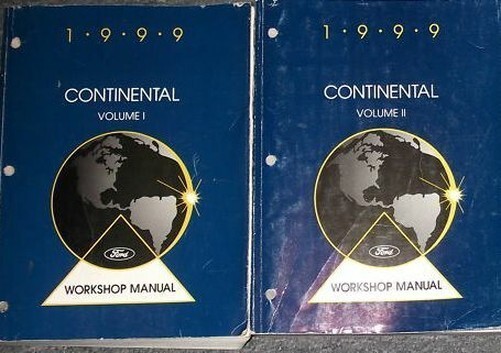 1·9·9·9
CONTINENTAL
VOLUME I
Ford
WORKSHOP MANUAL
1·9·9·9
CONTINENTAL
VOLUME II
Ford
WORKSHOP MANUAL